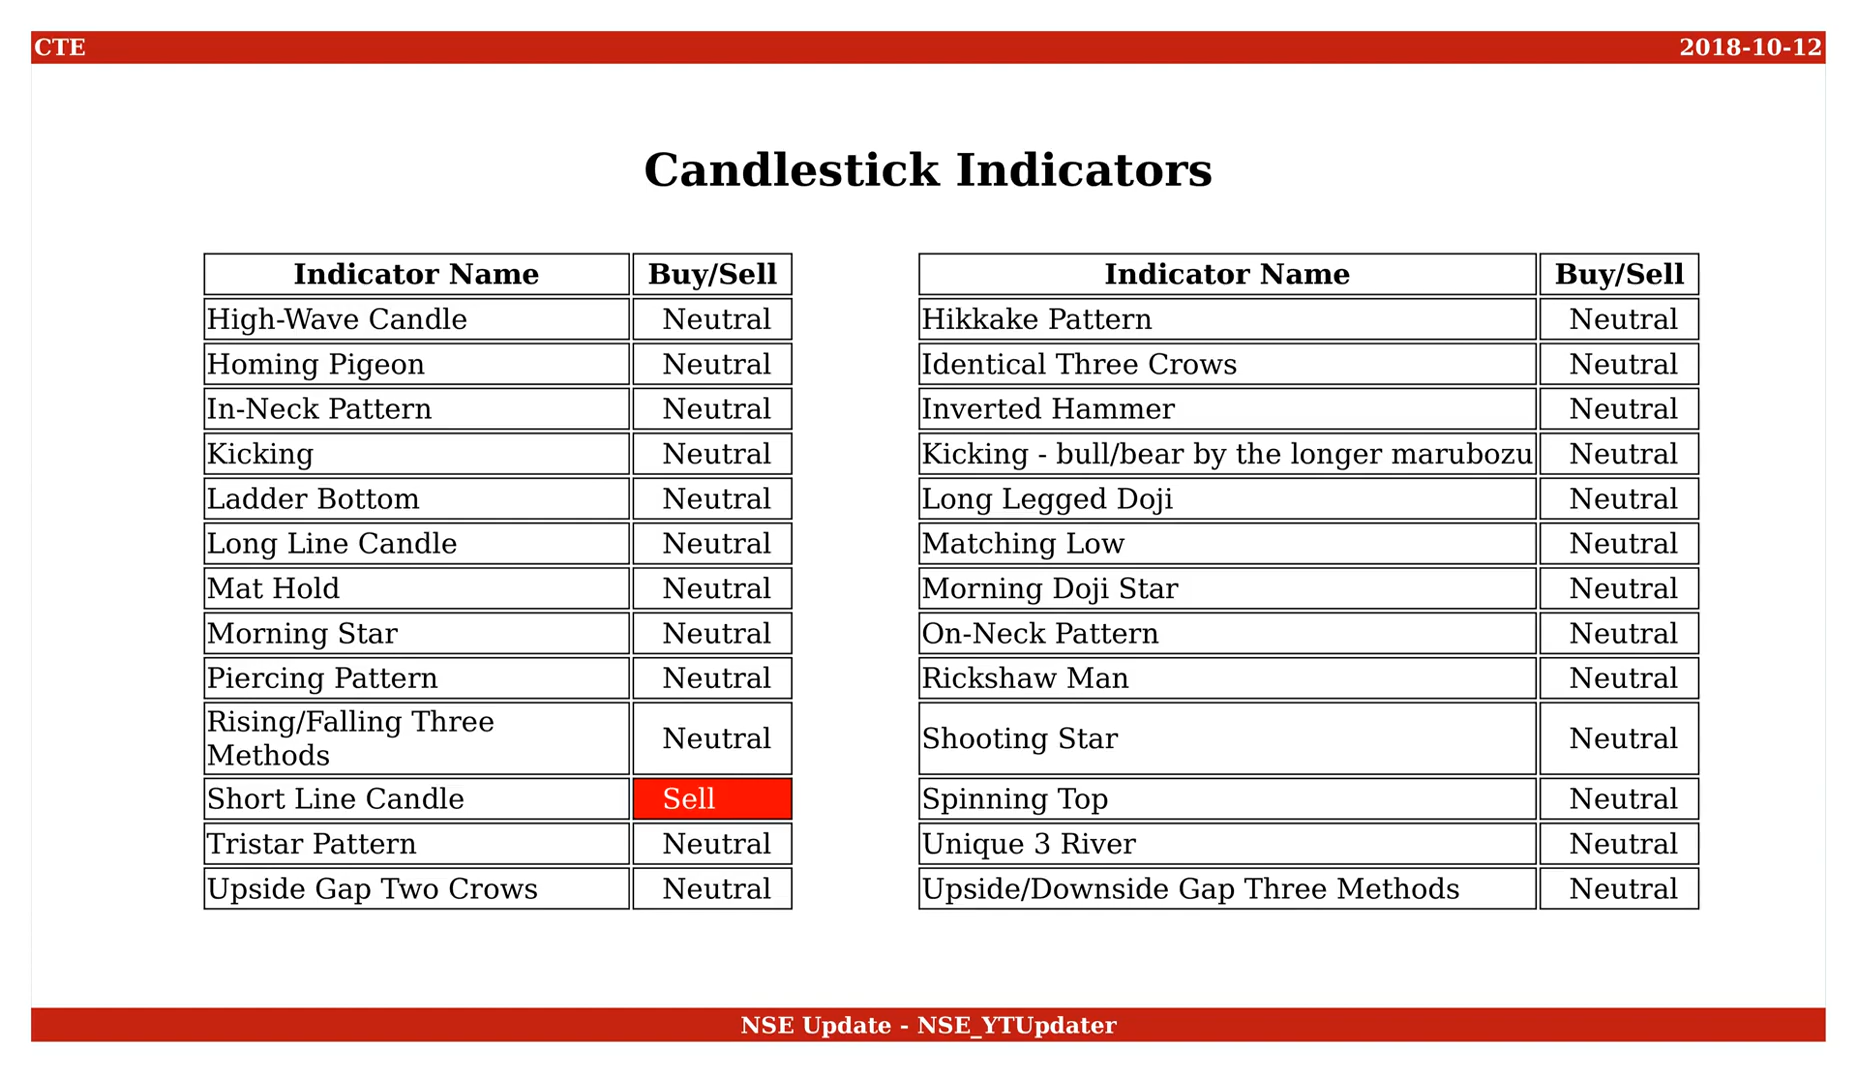 CTE 2018-10-12
Candlestick Indicators
Indicator Name Buy/Sell Indicator Name Buy/Sell
High-Wave Candle Neutral Hikkake Pattern Neutral
Homing Pigeon Neutral Identical Three Crows Neutral
In-Neck Pattern Neutral Inverted Hammer Neutral
Kicking Neutral Kicking - bull/bear by the longer marubozu Neutral
Ladder Bottom Neutral Long Legged Doji Neutral
Long Line Candle Neutral Matching Low Neutral
Mat Hold Neutral Morning Doji Star Neutral
Morning Star Neutral On-Neck Pattern Neutral
Piercing Pattern Neutral Rickshaw Man Neutral
Rising/Falling Three
Methods Neutral Shooting Star Neutral
Short Line Candle Sell Spinning Top Neutral
Tristar Pattern Neutral Unique 3 River Neutral
Upside Gap Two Crows Neutral Upside/Downside Gap Three Methods Neutral
NSE Update - NSE_YTUpdater